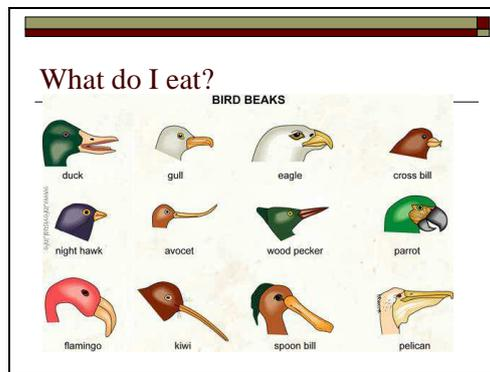 What do I eat?
BIRD BEAKS
duck gull eagle cross bill
night hawk avocet wood pecker parrot
flamingo kiwi spoon bill pelican